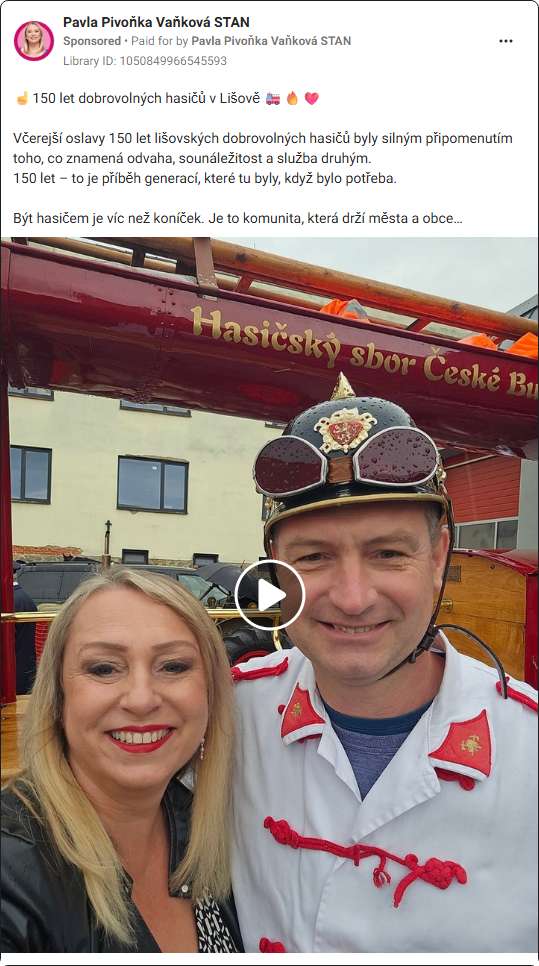 Pavla Pivoňka Vaňková STAN
Sponsored • Paid for by Pavla Pivoňka Vaňková STAN
Library ID: 1050849966545593
☝️150 let dobrovolných hasičů v Lišově 🚒 🔥 💗
Včerejší oslavy 150 let lišovských dobrovolných hasičů byly silným připomenutím
toho, co znamená odvaha, sounáležitost a služba druhým.
150 let – to je příběh generací, které tu byly, když bylo potřeba.
Být hasičem je víc než koníček. Je to komunita, která drží města a obce…
Hasičský sbor České Bu